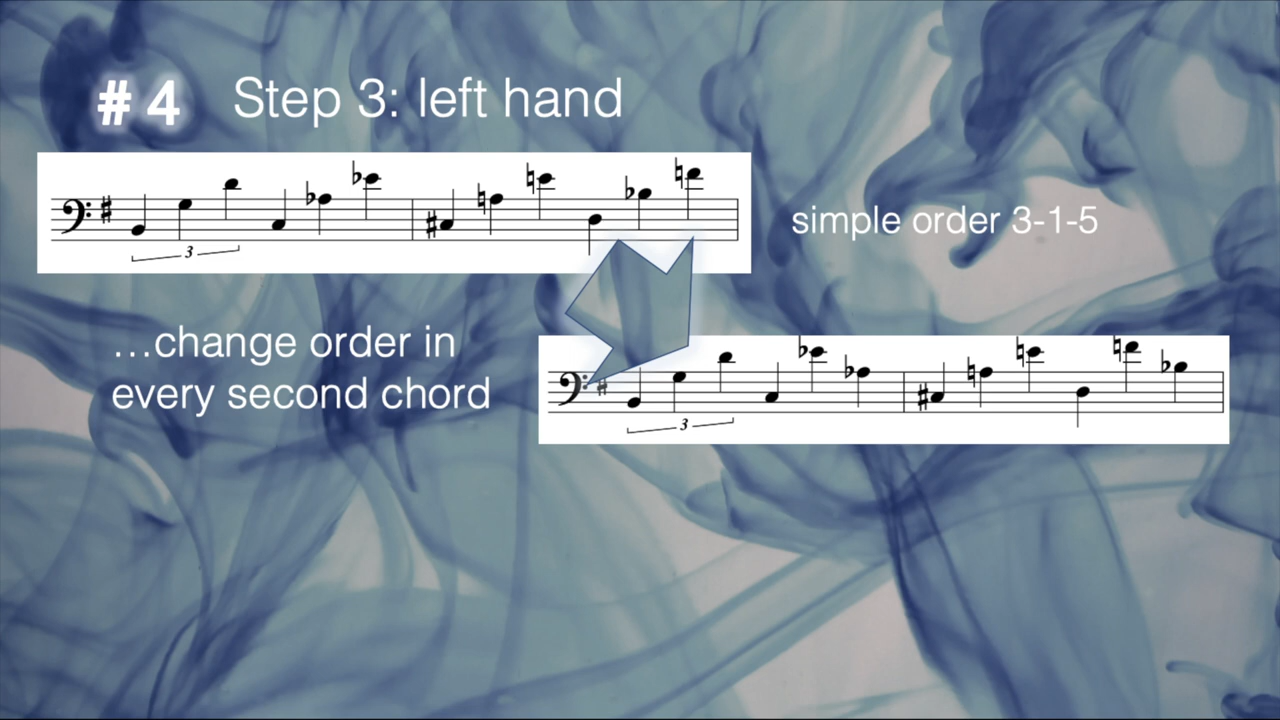 # 4 Step 3: left hand
3
simple order 3-1-5
...change order in
every second chord
3